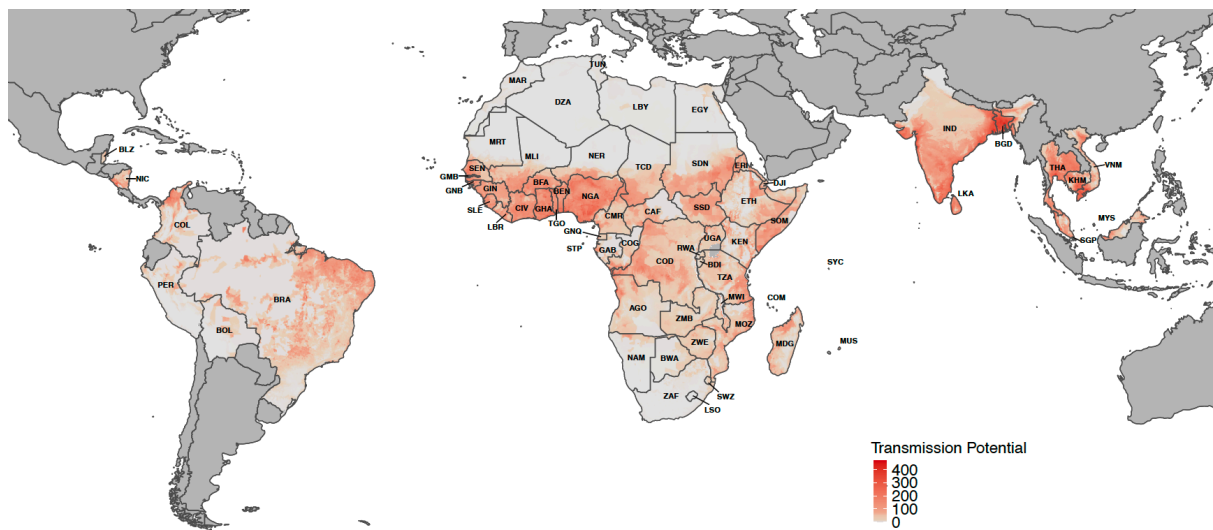 TUN
MAR
DZA
LBY
EGY
IND
BLZ
MRT
MLI
NER
TCD
SDN
ERI
BGD
VNM
NIC
SEN
GMB
GNB
GIN
BFA
BEN
NGA
DJI
THA
KHM
SLE
CIV
GHA
CMR
CAF
SSD
ETH
LKA
COL
LBR
TGO
SOM
MYS
GNQ
STP
GAB
COG
UGA
KEN
SGP
RWA
COD
BDI
SYC
PER
BRA
TZA
MWI
COM
AGO
ZMB
MOZ
BOL
ZWE
MDG
MUS
NAM
BWA
ZAF
SWZ
LSO
Transmission Potential
400
300
200
100
0